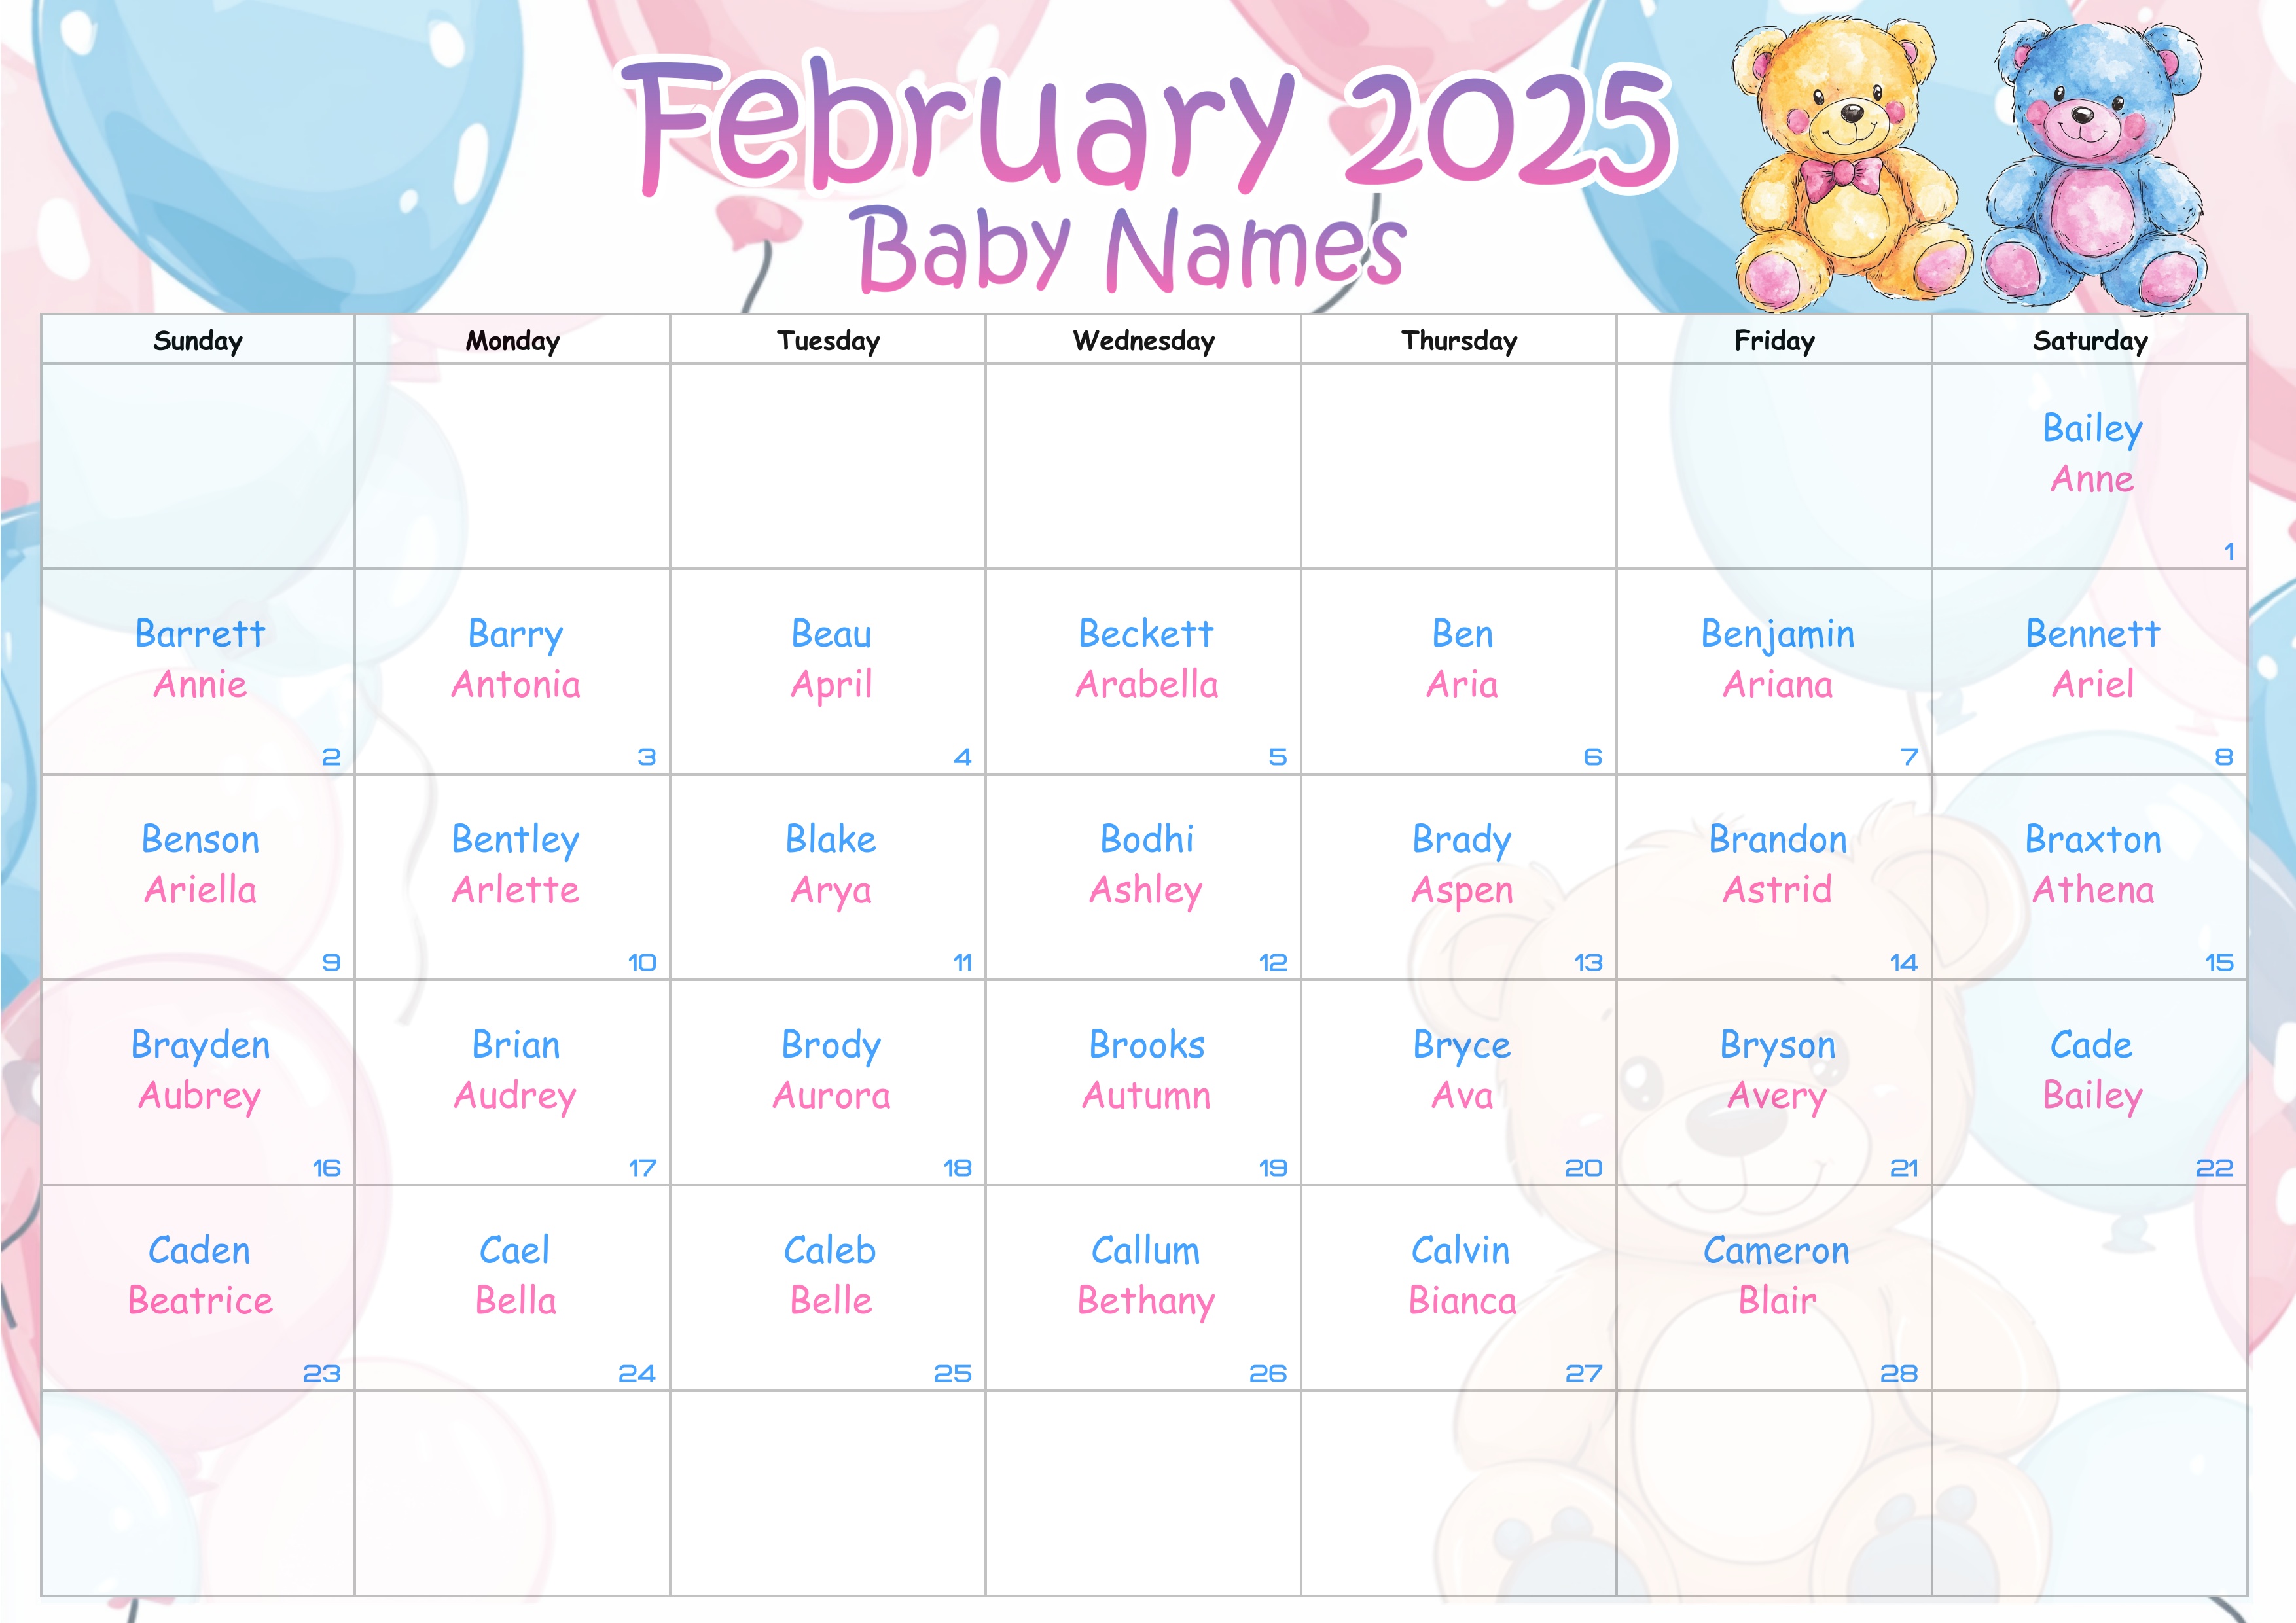 February 2025
Baby Names
Sunday Monday Tuesday Wednesday Thursday Friday Saturday
Bailey
Anne
1
Barrett Barry Beau Beckett Ben Benjamin Bennett
Annie Antonia April Arabella Aria Ariana Ariel
2 3 4 5 6 7 8
Benson Bentley Blake Bodhi Brady Brandon Braxton
Ariella Arlette Arya Ashley Aspen Astrid Athena
9 10 11 12 13 14 15
Brayden Brian Brody Brooks Bryce Bryson Cade
Aubrey Audrey Aurora Autumn Ava Avery Bailey
16 17 18 19 20 21 22
Caden Cael Caleb Callum Calvin Cameron
Beatrice Bella Belle Bethany Bianca Blair
23 24 25 26 27 28